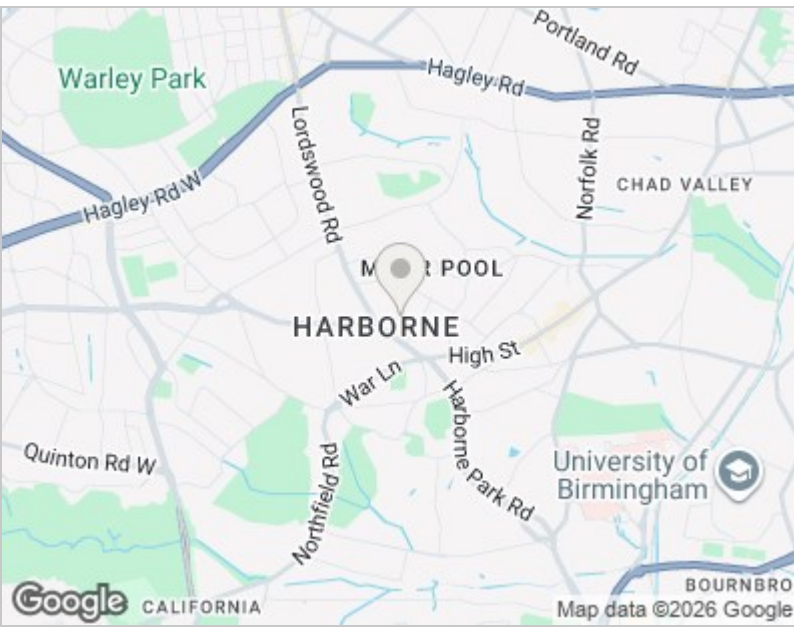 Portland Rd
Warley Park
Hagley Rd
Lordswood Rd
Norfolk Rd
CHAD VALLEY
Hagley Rd W
M R POOL
HARBORNE
High St
War Ln
Harborne Park Rd
Quinton Rd W
Northfield Rd
University of
Birmingham
BOURNBRO
Google
CALIFORNIA
Map data ©2026 Google